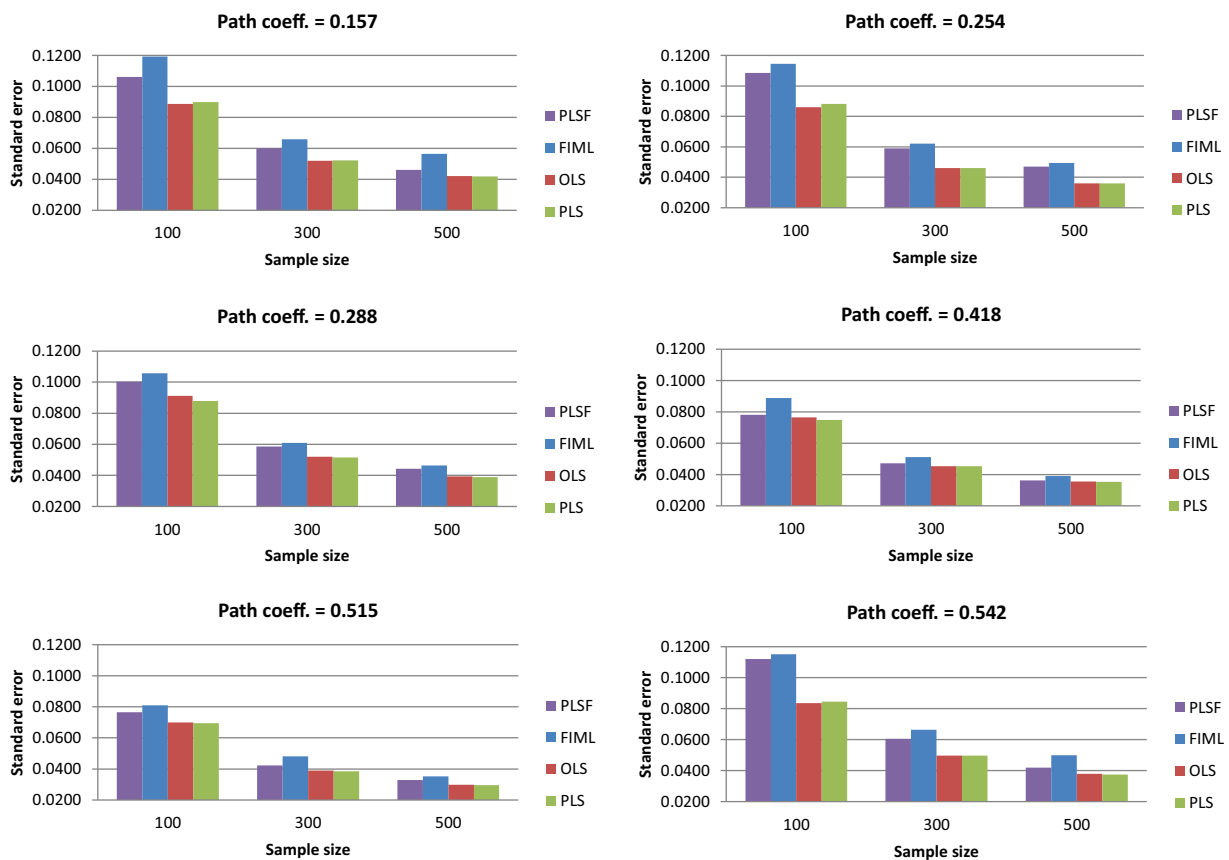 Path coeff. = 0.157
0.1200
0.1000
0.0800
0.0600
0.0400
0.0200
Standard error
100
300
500
Sample size
PLSF
FIML
OLS
PLS
Path coeff. = 0.254
0.1200
0.1000
0.0800
0.0600
0.0400
0.0200
Standard error
100
300
500
Sample size
PLSF
FIML
OLS
PLS
Path coeff. = 0.288
0.1200
0.1000
0.0800
0.0600
0.0400
0.0200
Standard error
100
300
500
Sample size
PLSF
FIML
OLS
PLS
Path coeff. = 0.418
0.1200
0.1000
0.0800
0.0600
0.0400
0.0200
Standard error
100
300
500
Sample size
PLSF
FIML
OLS
PLS
Path coeff. = 0.515
0.1200
0.1000
0.0800
0.0600
0.0400
0.0200
Standard error
100
300
500
Sample size
PLSF
FIML
OLS
PLS
Path coeff. = 0.542
0.1200
0.1000
0.0800
0.0600
0.0400
0.0200
Standard error
100
300
500
Sample size
PLSF
FIML
OLS
PLS